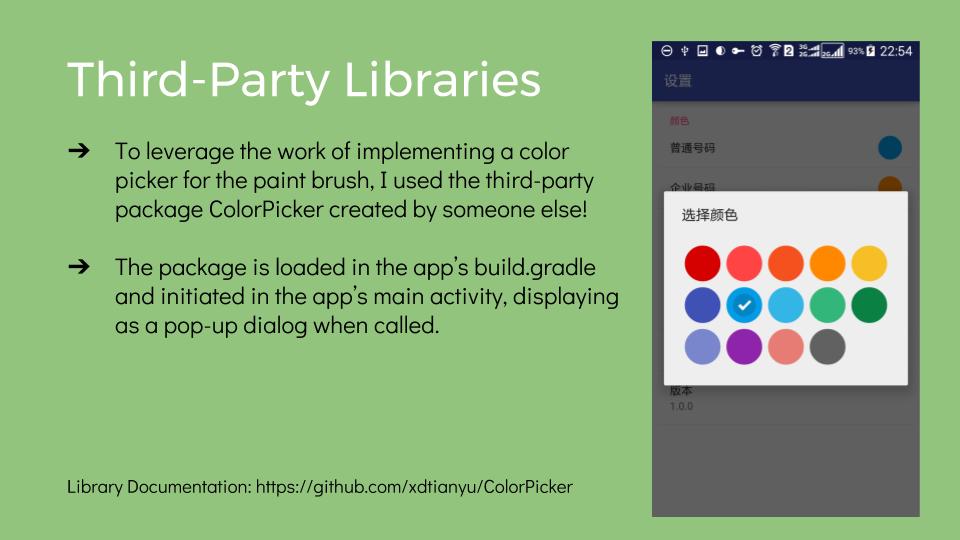 Third-Party Libraries
➔ To leverage the work of implementing a color
picker for the paint brush, I used the third-party
package ColorPicker created by someone else!
➔ The package is loaded in the app's build.gradle
and initiated in the app's main activity, displaying
as a pop-up dialog when called.
Library Documentation: https://github.com/xdtianyu/ColorPicker
2 3G 2G 2G 93% 22:54
设置
颜色
普通号码
企业号码
选择颜色
版本
1.0.0